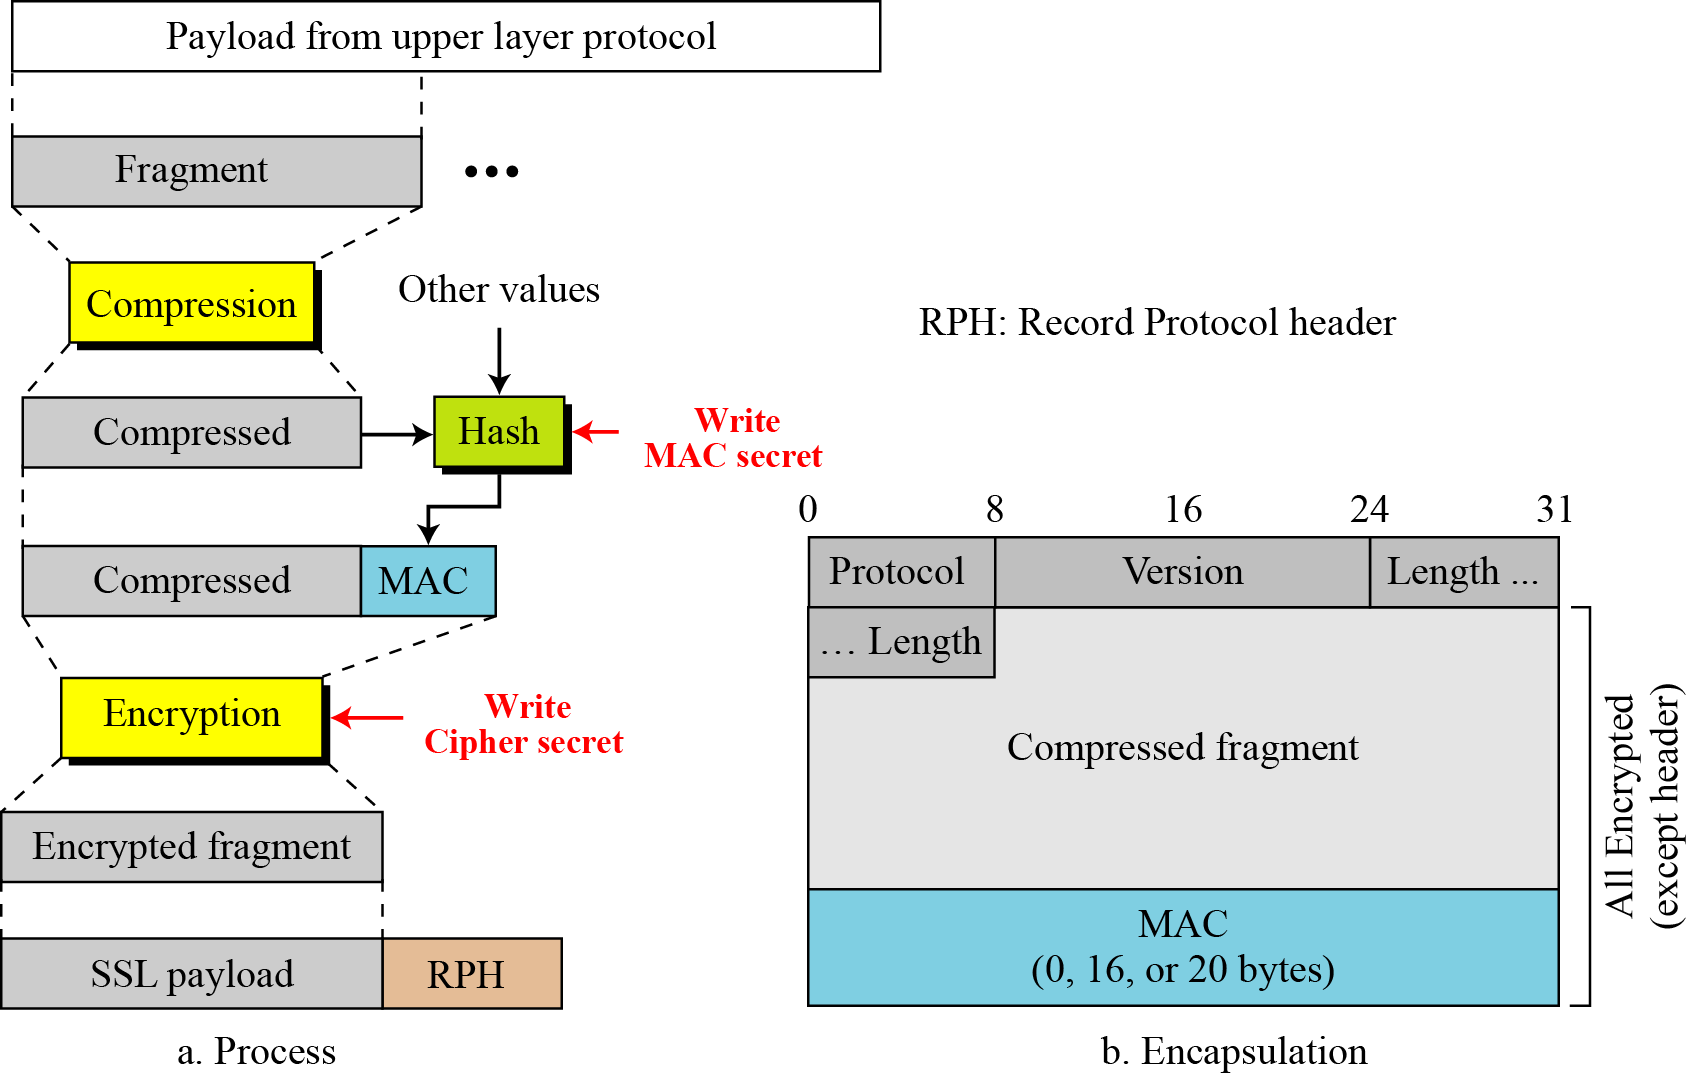 Payload from upper layer protocol
Fragment
Compression
Other values
RPH: Record Protocol header
Compressed
Hash
Write
MAC secret
Compressed
MAC
Encryption
Write
Cipher secret
Encrypted fragment
SSL payload
RPH
a. Process
0 8 16 24 31
Protocol Version Length ...
... Length
Compressed fragment
MAC
(0, 16, or 20 bytes)
All Encrypted
(except header)
b. Encapsulation